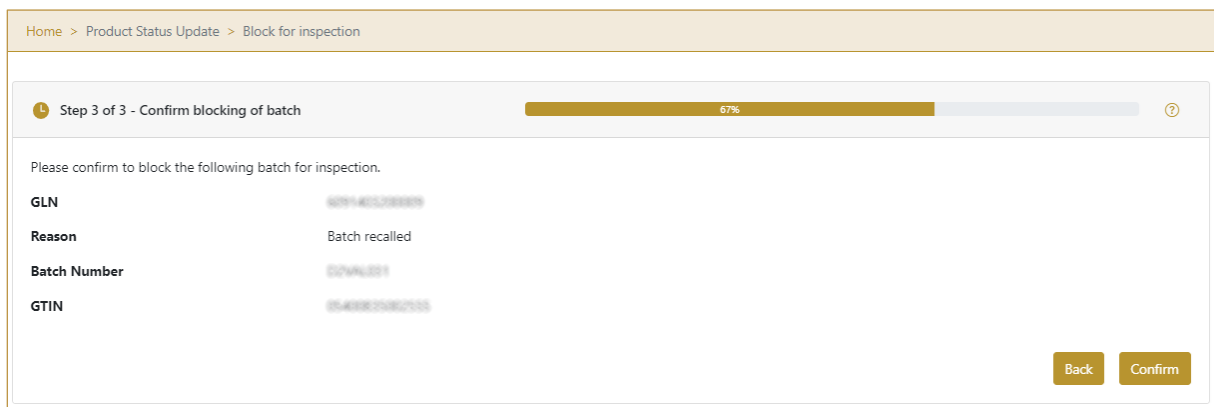 Home > Product Status Update > Block for inspection
Step 3 of 3 - Confirm blocking of batch
67%
?
Please confirm to block the following batch for inspection.
GLN
Reason Batch recalled
Batch Number
GTIN
Back Confirm